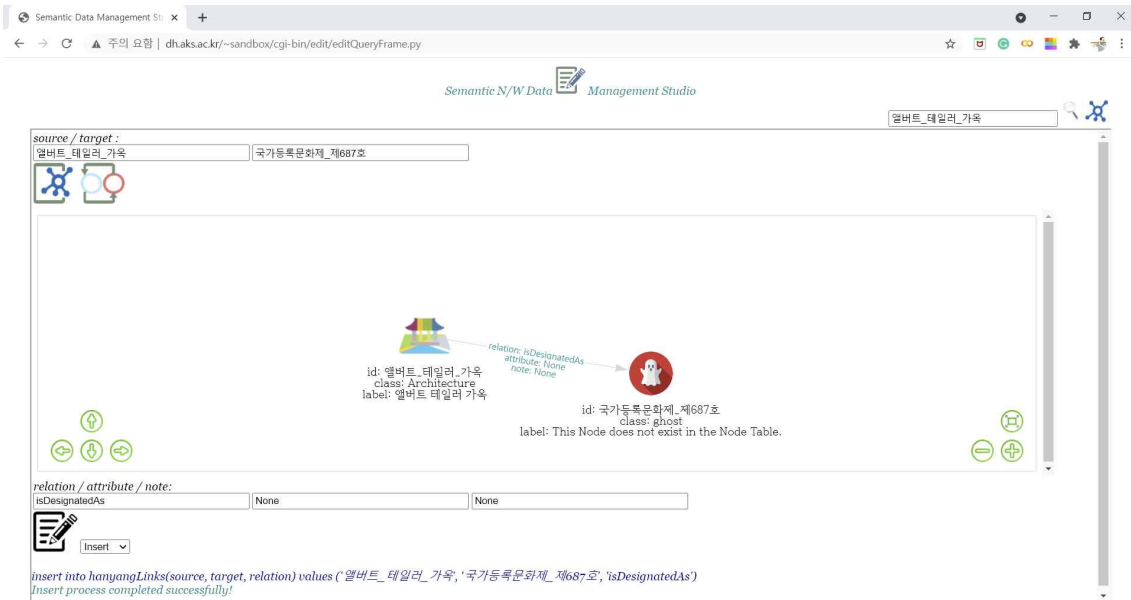 Semantic Data Management St
주의 요함 | dh.aks.ac.kr/~sandbox/cgi-bin/edit/editQueryFrame.py
Semantic N/W Data Management Studio
앨버트_테일러_가옥
source / target :
앨버트_테일러_가옥 국가등록문화제_제687호
relation: isDesignatedAs
attribute: None
note: None
id: 앨버트_테일러_가옥
class: Architecture
label: 앨버트 테일러 가옥
id: 국가등록문화제_제687호
class: ghost
label: This Node does not exist in the Node Table.
relation / attribute / note:
isDesignatedAs None None
Insert
insert into hanyangLinks(source, target, relation) values ('앨버트_테일러_가옥', '국가등록문화제_제687호', 'isDesignatedAs')
Insert process completed successfully!